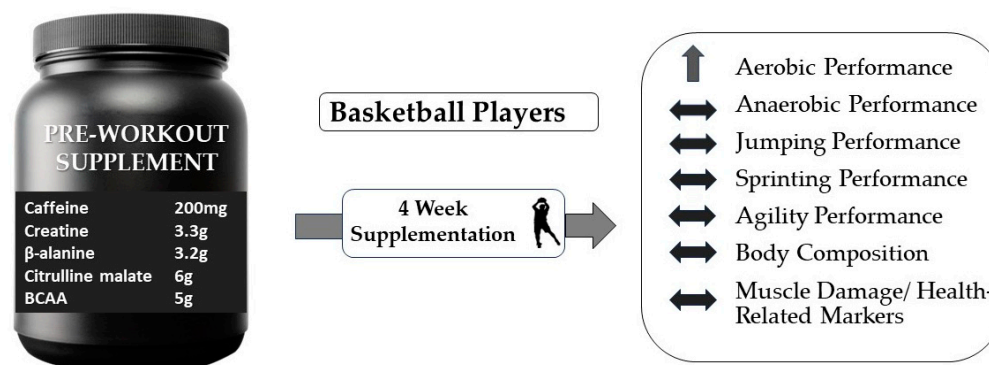 PRE-WORKOUT
SUPPLEMENT
Caffeine 200mg
Creatine 3.3g
β-alanine 3.2g
Citrulline malate 6g
BCAA 5g
Basketball Players
4 Week
Supplementation
Aerobic Performance
Anaerobic Performance
Jumping Performance
Sprinting Performance
Agility Performance
Body Composition
Muscle Damage/ Health-
Related Markers